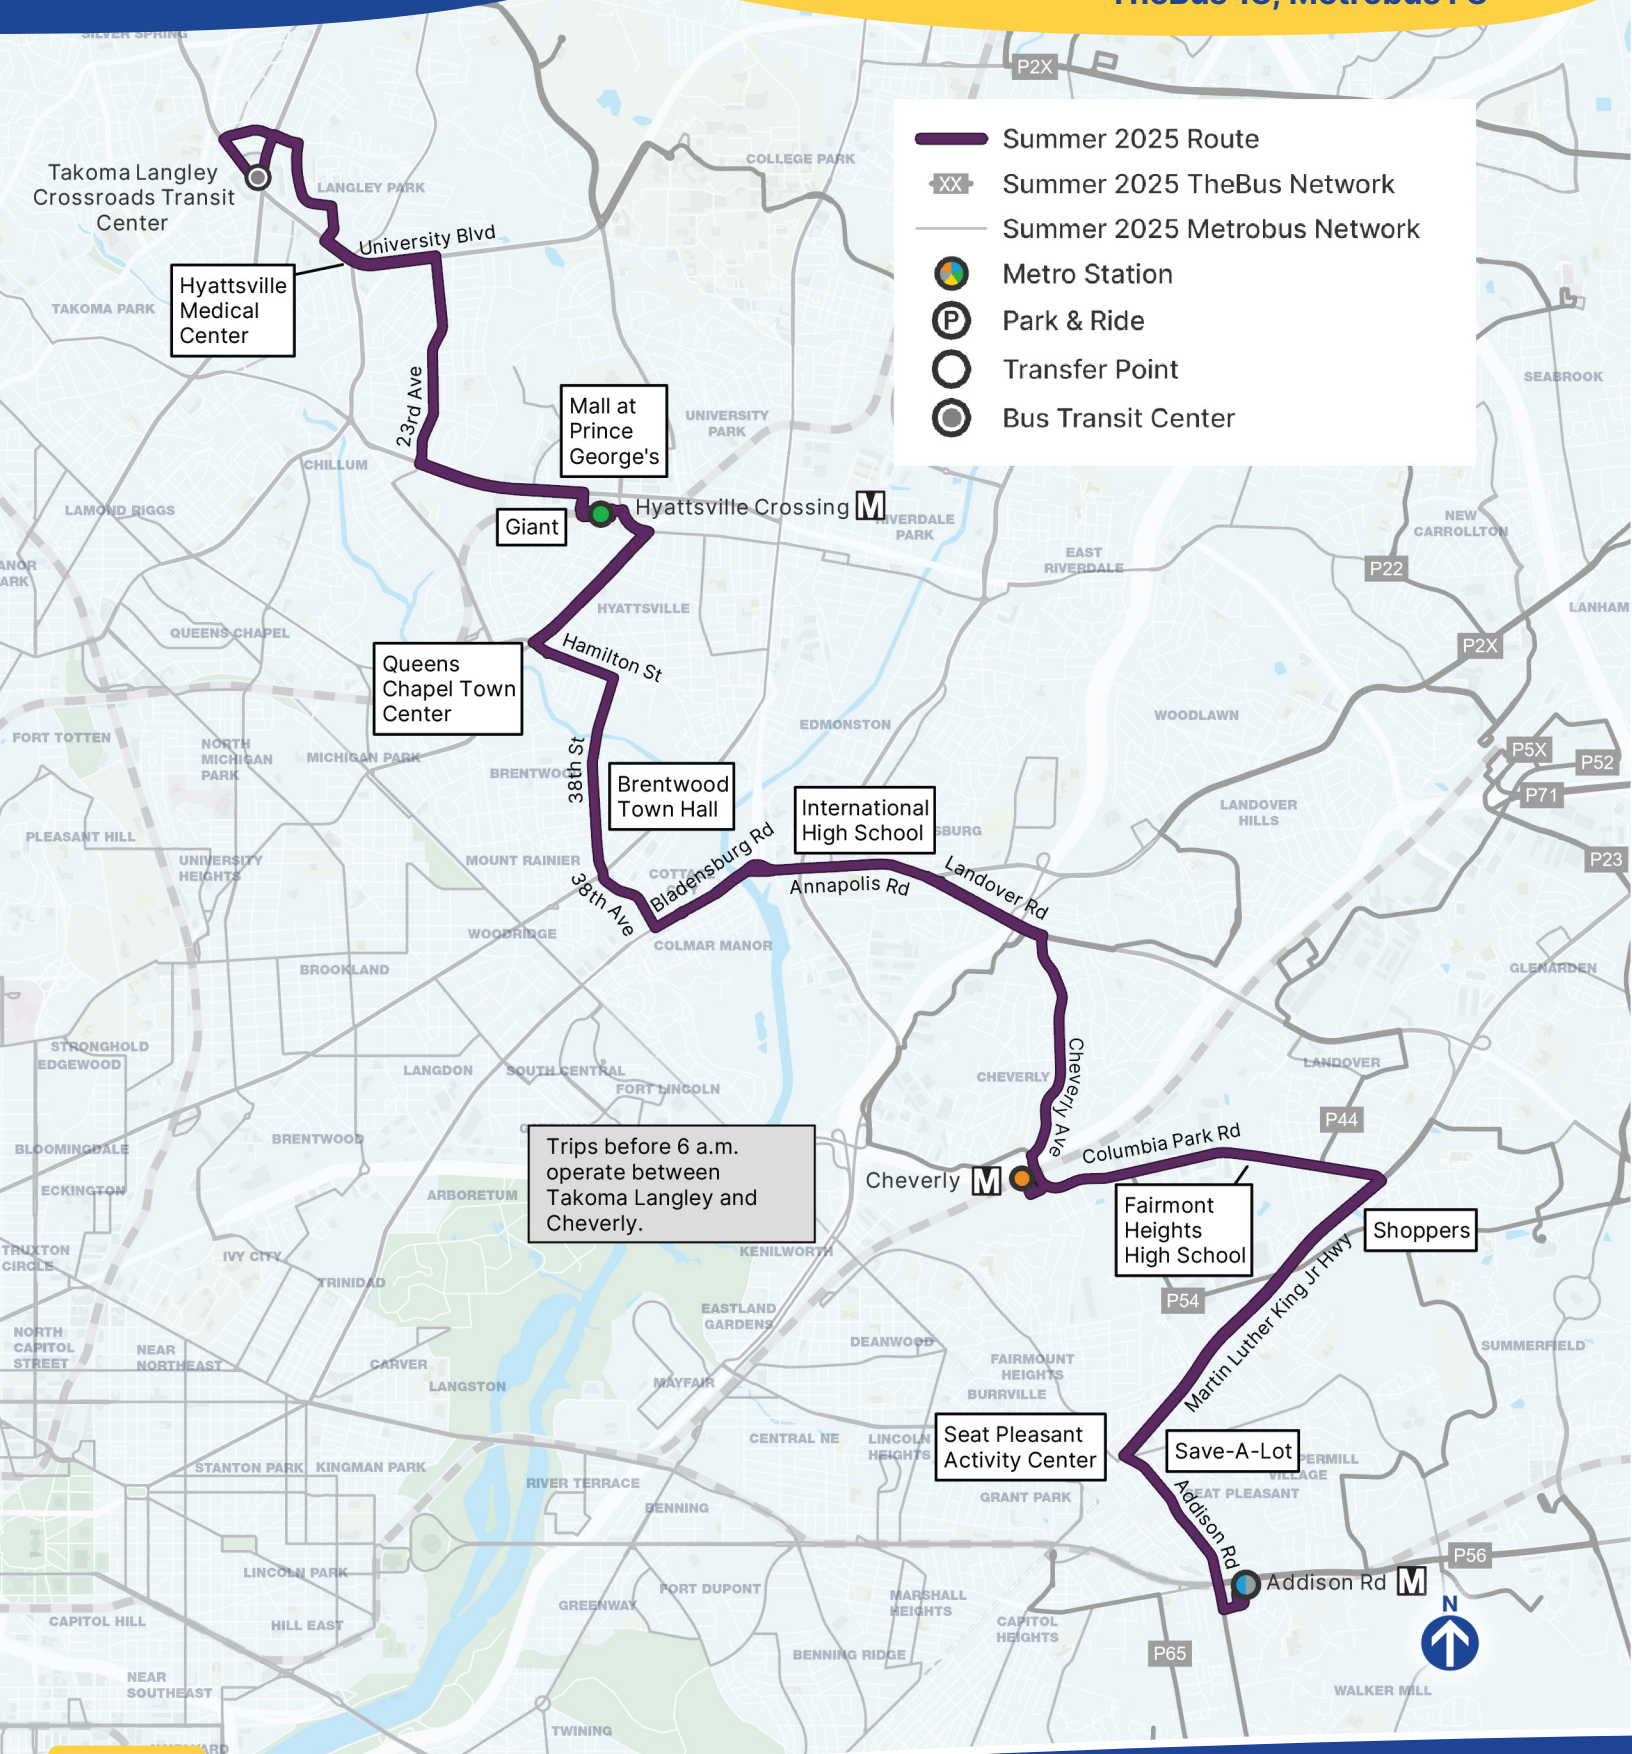 SILVER SPRING
P2X
Summer 2025 Route
XX
Summer 2025 TheBus Network
Summer 2025 Metrobus Network
Metro Station
P
Park & Ride
Transfer Point
Bus Transit Center
COLLEGE PARK
Takoma Langley
Crossroads Transit
Center
LANGLEY PARK
University Blvd
Hyattsville
Medical
Center
TAKOMA PARK
23rd Ave
Mall at
Prince
George's
UNIVERSITY
PARK
SEABROOK
CHILLUM
LAMOND RIGGS
Giant
Hyattsville Crossing
M
RIVERDALE
PARK
NEW
CARROLLTON
EAST
RIVERDALE
P22
LANHAM
HYATTSVILLE
QUEENS CHAPEL
Hamilton St
P2X
Queens
Chapel Town
Center
FORT TOTTEN
NORTH
MICHIGAN
PARK
MICHIGAN PARK
BRENTWOOD
38th St
EDMONSTON
WOODLAWN
P5X
P52
P71
Brentwood
Town Hall
International
High School
SBURG
LANDOVER
HILLS
PLEASANT HILL
UNIVERSITY
HEIGHTS
MOUNT RAINIER
P23
38th Ave
Bladensburg Rd
Annapolis Rd
Landover Rd
WOODRIDGE
COLMAR MANOR
BROOKLAND
GLENARDEN
STRONGHOLD
EDGEWOOD
LANGDON
SOUTH CENTRAL
FORT LINCOLN
CHEVERLY
Cheverly Ave
LANDOVER
P44
BLOOMINGDALE
BRENTWOOD
Trips before 6 a.m.
operate between
Takoma Langley and
Cheverly.
Columbia Park Rd
Cheverly
M
ECKINGTON
ARBORETUM
Fairmont
Heights
High School
Shoppers
TRUXTON
CIRCLE
IVY CITY
KENILWORTH
TRINIDAD
P54
Martin Luther King Jr Hwy
EASTLAND
GARDENS
NORTH
CAPITOL
STREET
NEAR
NORTHEAST
CARVER
DEANWOOD
SUMMERFIELD
FAIRMOUNT
HEIGHTS
LANGSTON
MAYFAIR
BURRVILLE
CENTRAL NE
LINCOLN
HEIGHTS
Seat Pleasant
Activity Center
Save-A-Lot
PERMILL
VILLAGE
STANTON PARK
KINGMAN PARK
RIVER TERRACE
GRANT PARK
SEAT PLEASANT
BENNING
Addison Rd
P56
LINCOLN PARK
FORT DUPONT
Addison Rd
M
GREENWAY
MARSHALL
HEIGHTS
N
CAPITOL HILL
HILL EAST
CAPITOL
HEIGHTS
BENNING RIDGE
P65
NEAR
SOUTHEAST
WALKER MILL
TWINING